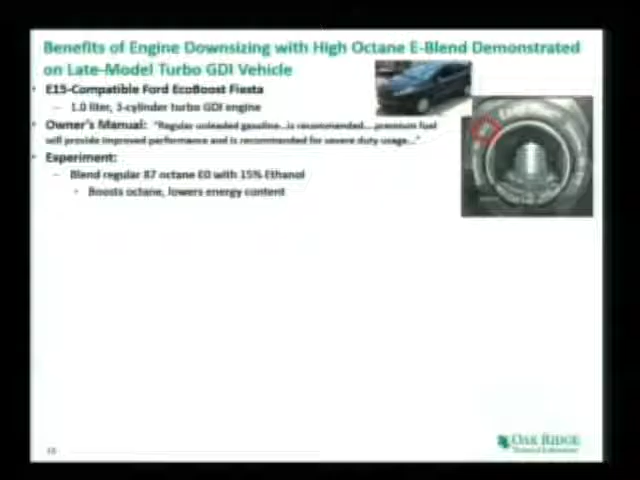 Benefits of Engine Downsizing with High Octane E-Blend Demonstrated
on Late-Model Turbo GDI Vehicle
• E15-Compatible Ford EcoBoost Fiesta
– 1.0 liter, 3-cylinder turbo GDI engine
• Owner's Manual: "Regular unleaded gasoline...is recommended.... premium fuel
will provide improved performance and is recommended for severe duty usage..."
• Experiment:
– Blend regular 87 octane E0 with 15% Ethanol
• Boosts octane, lowers energy content
OAK RIDGE
National Laboratory